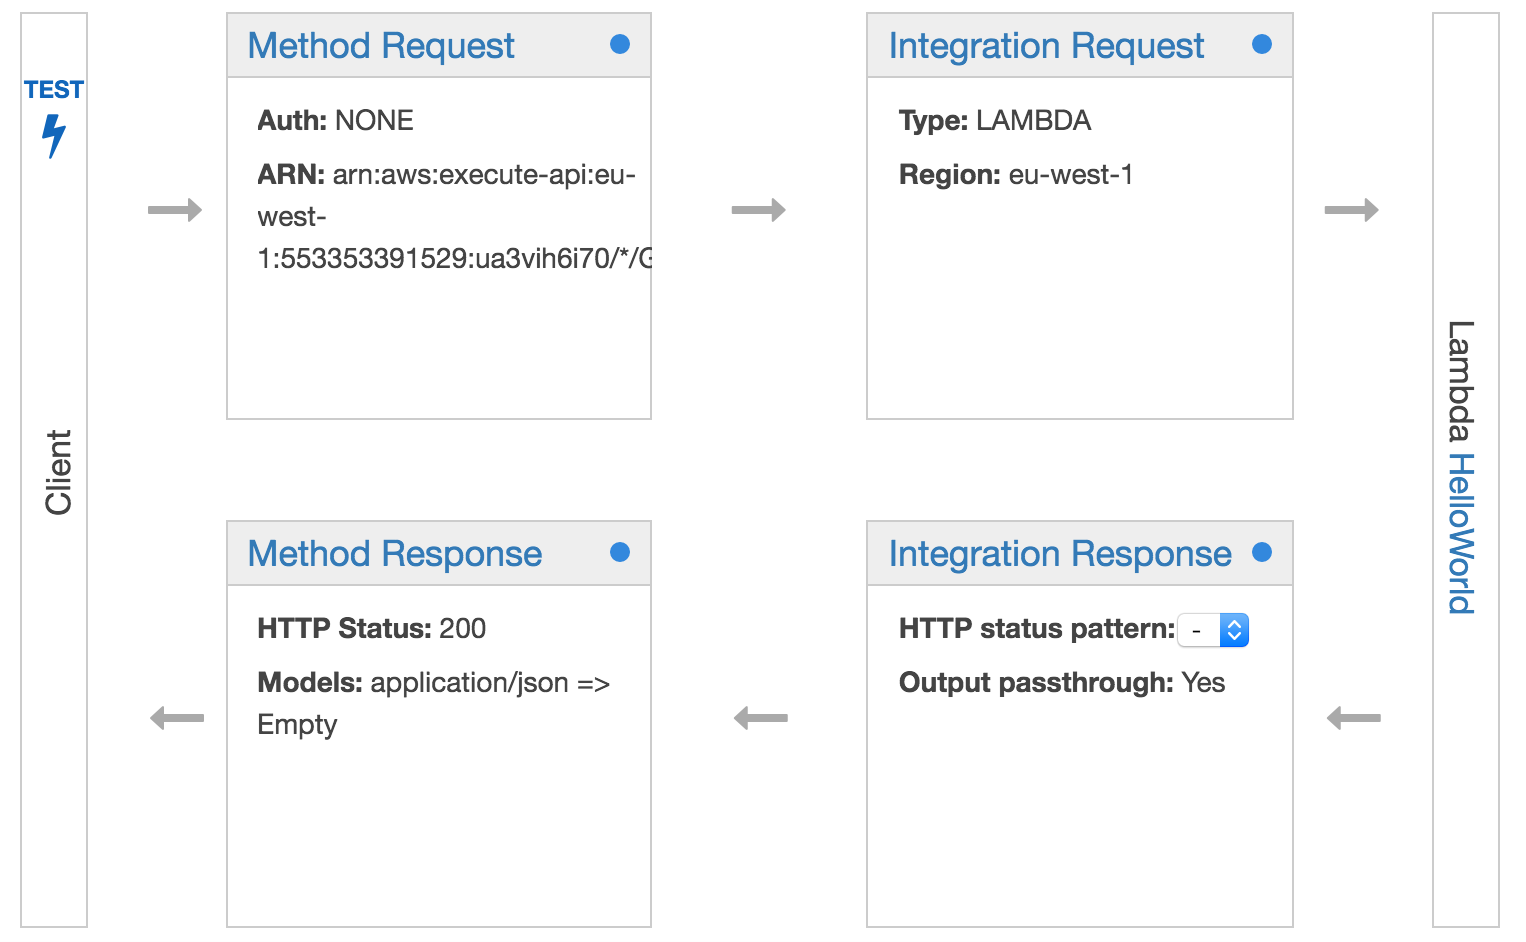 TEST
Client
Method Request
Auth: NONE
ARN: arn:aws:execute-api:eu-
west-
1:553353391529:ua3vih6i70/*/G
Integration Request
Type: LAMBDA
Region: eu-west-1
Lambda HelloWorld
Method Response
HTTP Status: 200
Models: application/json =>
Empty
Integration Response
HTTP status pattern: -
Output passthrough: Yes